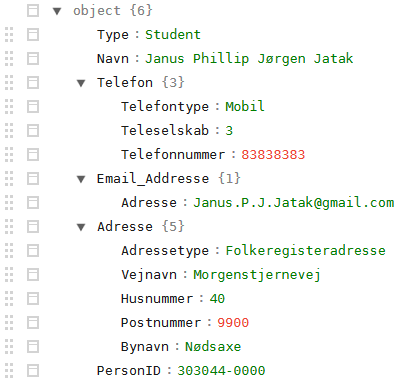 object {6}
Type : Student
Navn : Janus Phillip Jørgen Jatak
Telefon {3}
Telefontype : Mobil
Teleselskab : 3
Telefonnummer : 83838383
Email_Addresse {1}
Adresse : Janus.P.J.Jatak@gmail.com
Adresse {5}
Adressetype : Folkeregisteradresse
Vejnavn : Morgenstjernevej
Husnummer : 40
Postnummer : 9900
Bynavn : Nødsaxe
PersonID : 303044-0000